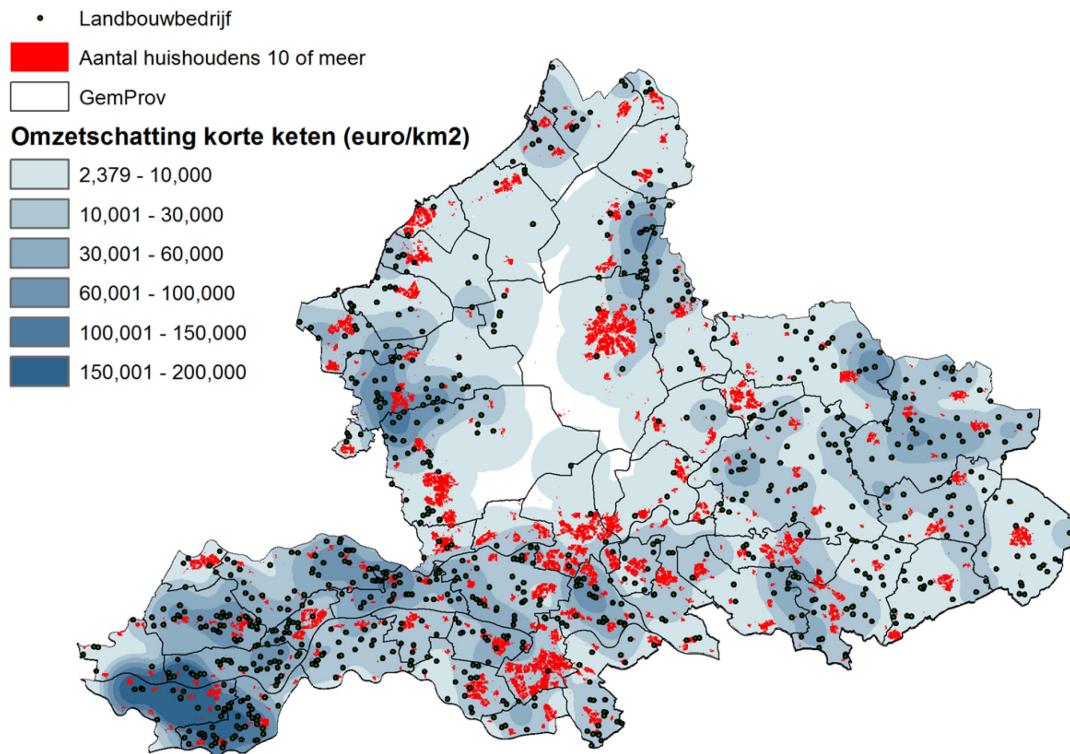 Landbouwbedrijf
Aantal huishoudens 10 of meer
GemProv
Omzetschatting korte keten (euro/km2)
2,379 - 10,000
10,001 - 30,000
30,001 - 60,000
60,001 - 100,000
100,001 - 150,000
150,001 - 200,000